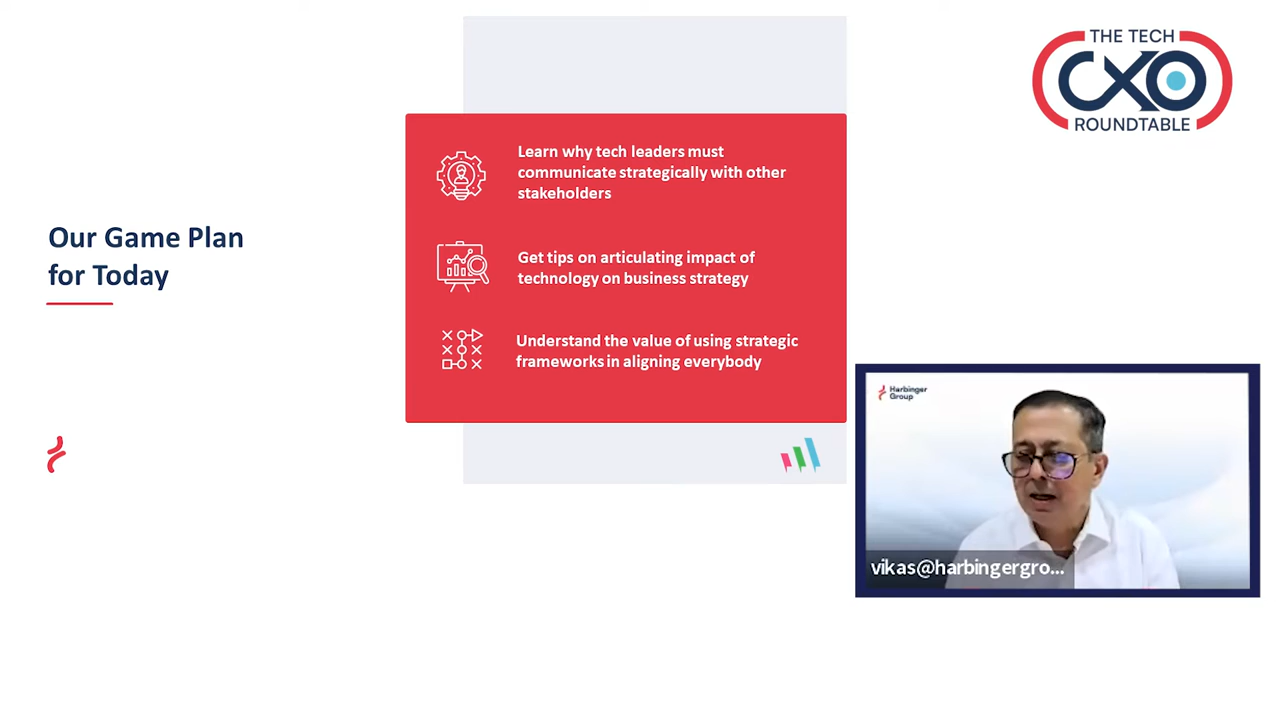 THE TECH
CXO
ROUNDTABLE
Our Game Plan
for Today
Learn why tech leaders must
communicate strategically with other
stakeholders
Get tips on articulating impact of
technology on business strategy
Understand the value of using strategic
frameworks in aligning everybody
Harbinger
Group
vikas@harbingergro...